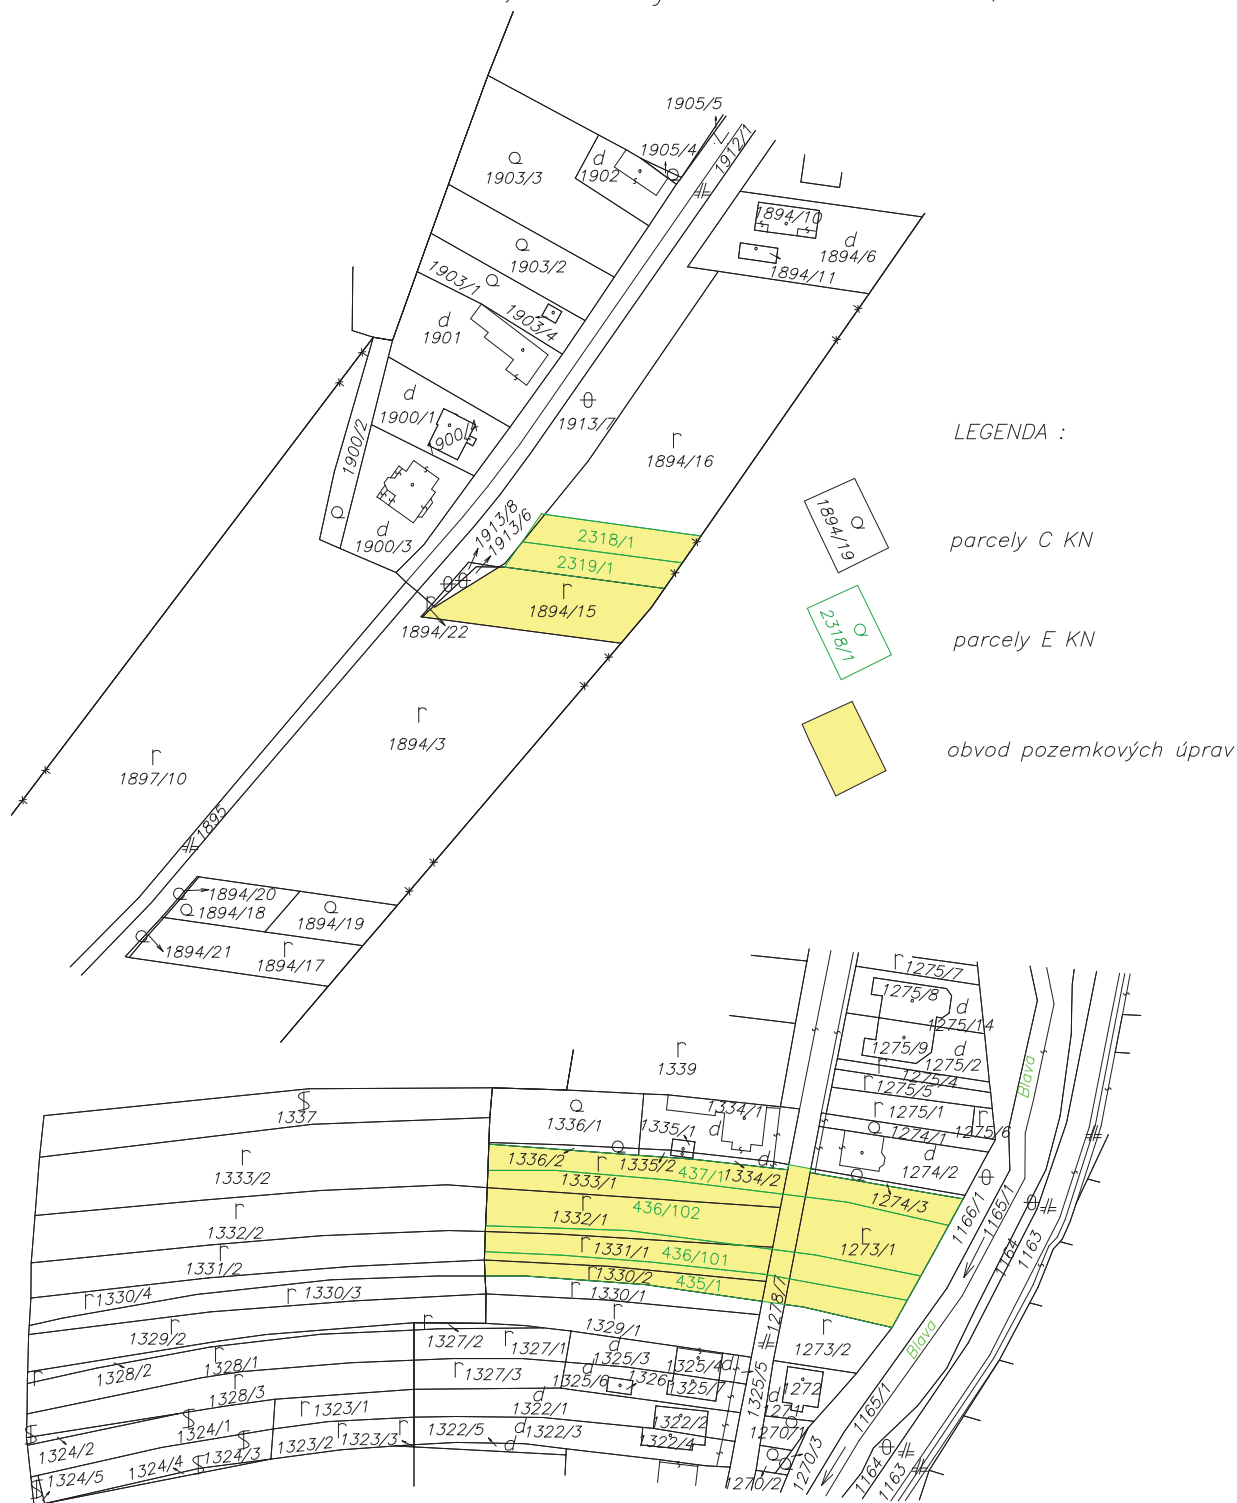 1905/5
1905/4
1912/1
d
1902
1903/3
1894/10
d
1894/6
1894/11
1903/2
1903/1
1903/4
d
1901
d
1900/1
1900/2
1913/7
r
1894/16
LEGENDA :
1894/19
parcely C KN
2318/1
parcely E KN
obvod pozemkových úprav
d
1900/3
1913/8
1913/6
2318/1
2319/1
r
1894/15
r
1894/22
r
1894/3
r
1897/10
1895
1894/20
1894/18
1894/19
1894/21
r
1894/17
r
1275/7
1275/8
d
1275/14
1275/9
d
1275/2
r
1275/4
r
1275/5
r
1275/1
r
1275/6
1274/1
d
1274/2
1274/3
Blava
r
1339
1337
1336/1
1335/1
1334/1
d
1336/2
r
1335/2
d
1334/2
437/1
1333/1
r
1333/2
r
1332/1
436/102
r
1332/2
r
1331/1
436/101
r
1331/2
r
1330/2
435/1
r
1273/1
1166/1
1165/1
1164
1163
r
1330/4
r
1330/3
r
1330/1
1278/7
r
1329/1
r
1329/2
r
1327/2
r
1327/1
r
1273/2
Blava
r
1328/2
r
1328/1
r
1327/3
d
1325/3
1325/4
d
1325/6
1326
1325/7
1325/5
r
1328/3
d
1322/1
1272
d
1271
1270/1
r
1323/1
1324/1
1322/2
1165/1
1324/2
1324/3
r
1323/2
r
1323/3
r
1322/5
d
1322/3
d
1322/4
1324/5
1324/4
1270/2
1270/3
1164
1163